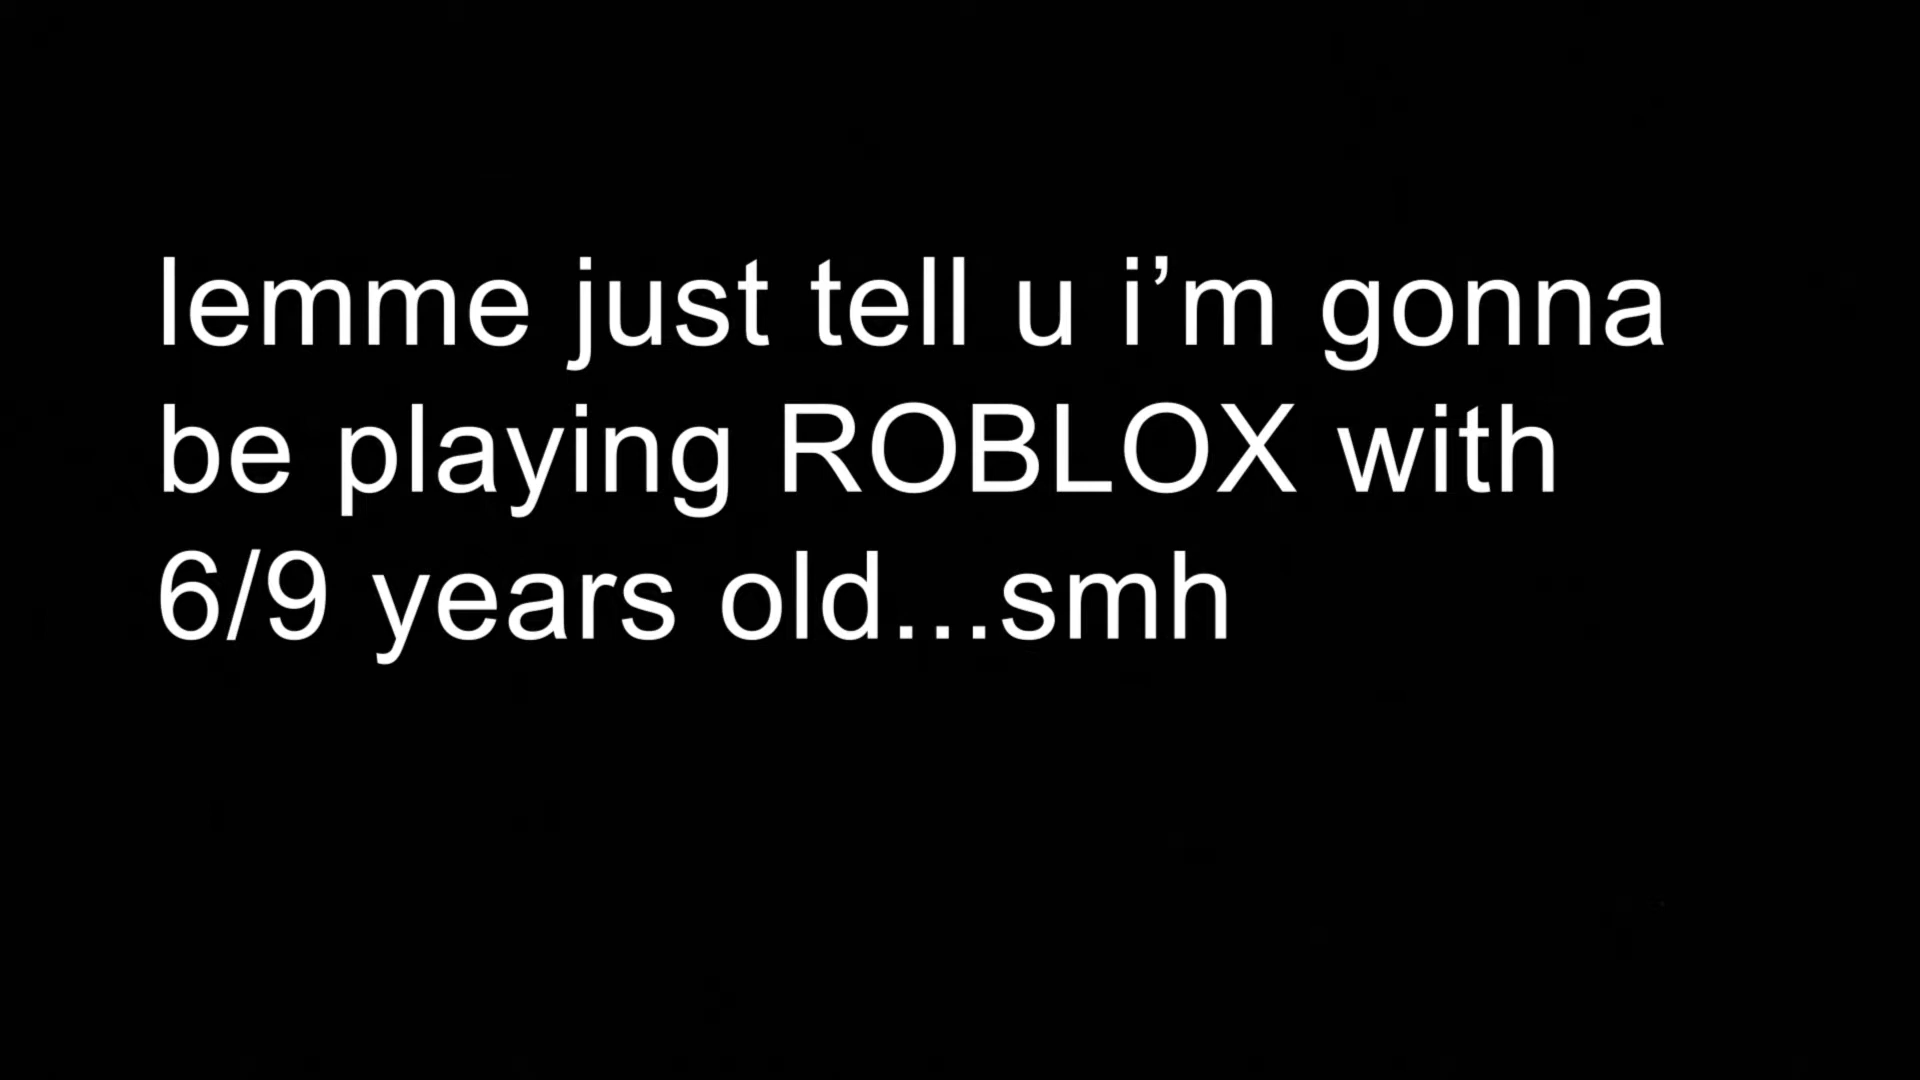 lemme just tell u i’m gonna
be playing ROBLOX with
6/9 years old...smh